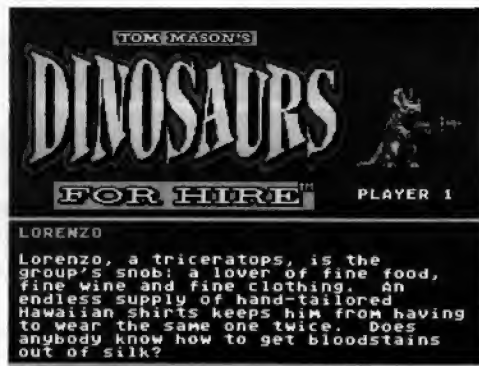 TOM MASON'S
DINOSAURS
FOR HIRE™
PLAYER 1
LORENZO
Lorenzo, a triceratops, is the
group's snob: a lover of fine food,
fine wine and fine clothing. An
endless supply of hand-tailored
Hawaiian shirts keeps him from having
to wear the same one twice. Does
anybody know how to get bloodstains
out of silk?